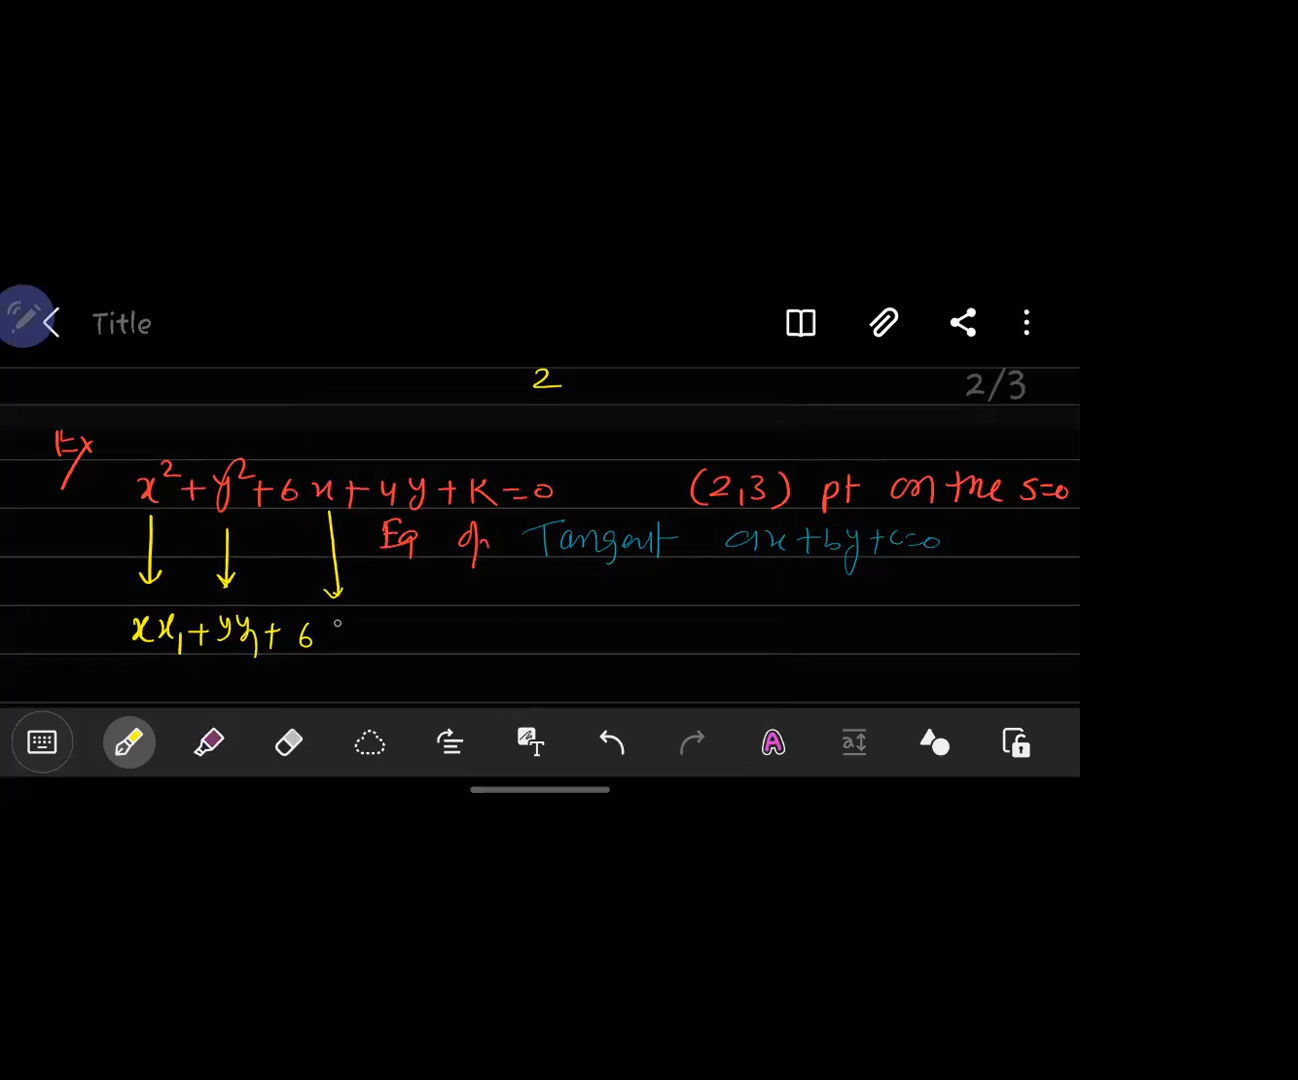 Title
2
2/3
Ex
x²+y²+6x+4y+K=0 (2,3) pt on the S=0
Eq of Tangent ax+by+c=0
xx₁+yy₁+6